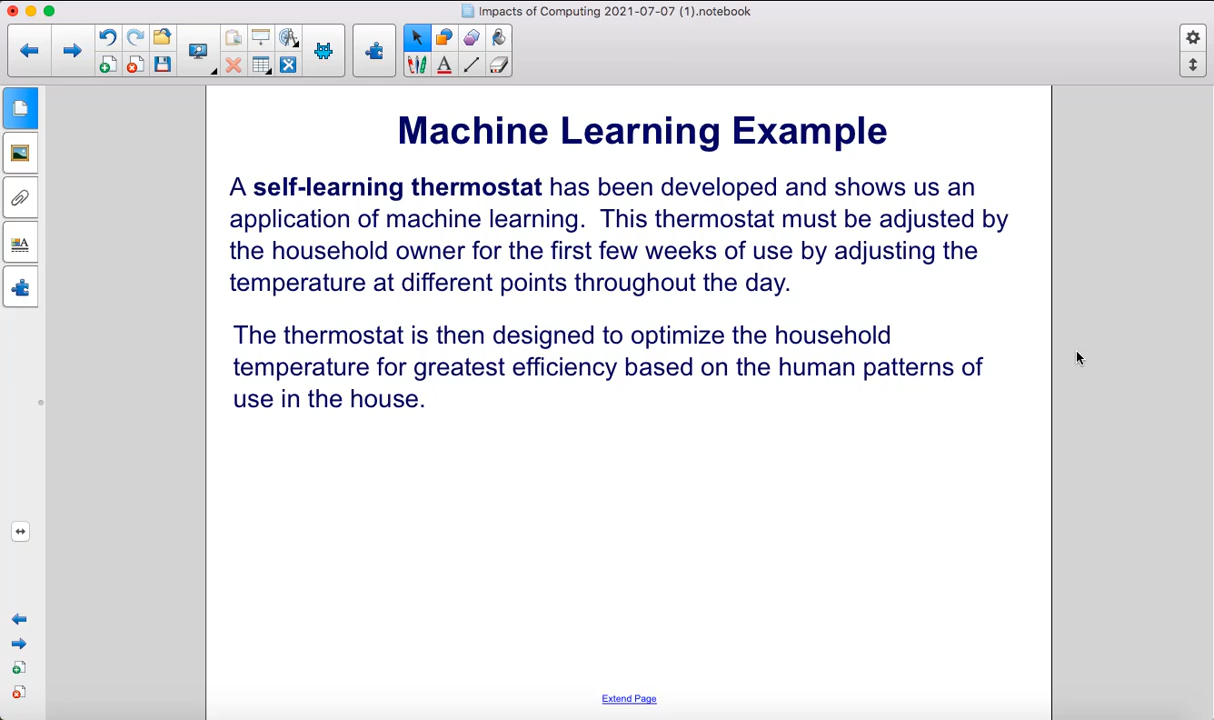 Impacts of Computing 2021-07-07 (1).notebook
Machine Learning Example
A self-learning thermostat has been developed and shows us an
application of machine learning.  This thermostat must be adjusted by
the household owner for the first few weeks of use by adjusting the
temperature at different points throughout the day.
The thermostat is then designed to optimize the household
temperature for greatest efficiency based on the human patterns of
use in the house.
Extend Page